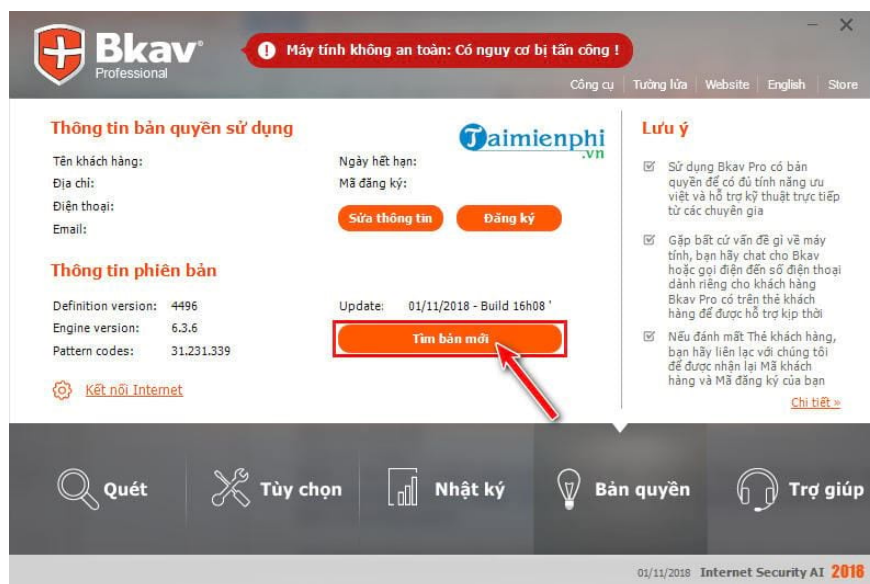 Bkav®
Professional
Máy tính không an toàn: Có nguy cơ bị tấn công !
Công cụ | Tường lửa | Website | English | Store
Thông tin bản quyền sử dụng
Tên khách hàng:
Địa chỉ:
Điện thoại:
Email:
Ngày hết hạn:
Mã đăng ký:
Sửa thông tin
Đăng ký
Taimienphi
.vn
Thông tin phiên bản
Definition version: 4496
Engine version: 6.3.6
Pattern codes: 31.231.339
Update: 01/11/2018 - Build 16h08 '
Tìm bản mới
Kết nối Internet
Lưu ý
Sử dụng Bkav Pro có bản
quyền để có đủ tính năng ưu
việt và hỗ trợ kỹ thuật trực tiếp
từ các chuyên gia
Gặp bất cứ vấn đề gì về máy
tính, bạn hãy chat cho Bkav
hoặc gọi điện đến số điện thoại
dành riêng cho khách hàng
Bkav Pro có trên thẻ khách
hàng để được hỗ trợ kịp thời
Nếu đánh mất Thẻ khách hàng,
bạn hãy liên lạc với chúng tôi
để được nhận lại Mã khách
hàng và Mã đăng ký của bạn
Chi tiết »
Quét
Tùy chọn
Nhật ký
Bản quyền
Trợ giúp
01/11/2018 Internet Security AI 2018